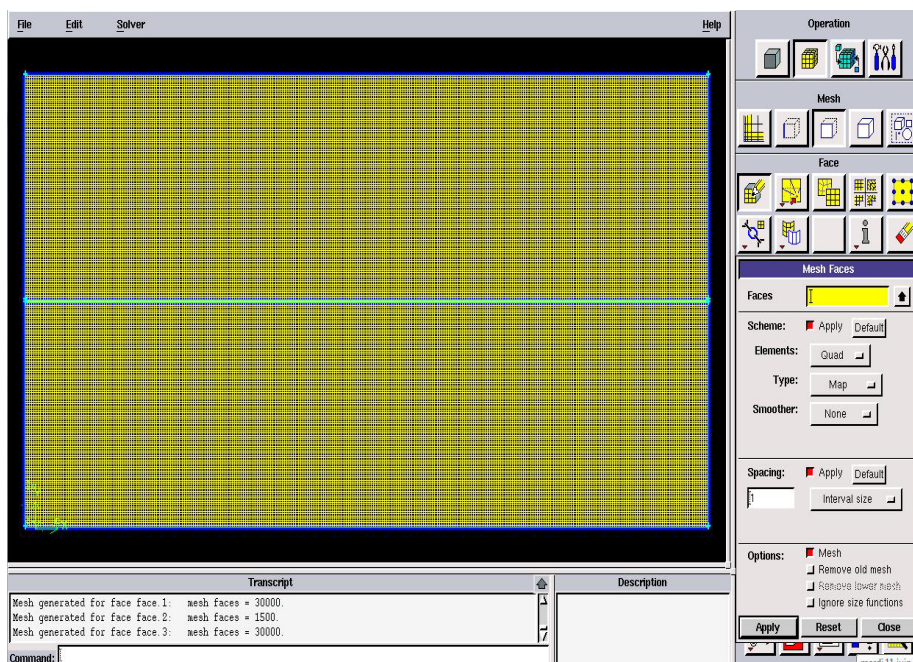 File Edit Solver Help
Operation
Mesh
Face
Mesh Faces
Faces
Scheme: Apply Default
Elements: Quad
Type: Map
Smoother: None
Spacing: Apply Default
1 Interval size
Options: Mesh
Remove old mesh
Remove lower mesh
Ignore size functions
Apply Reset Close
Transcript Description
Mesh generated for face face.1: mesh faces = 30000.
Mesh generated for face face.2: mesh faces = 1500.
Mesh generated for face face.3: mesh faces = 30000.
Command: